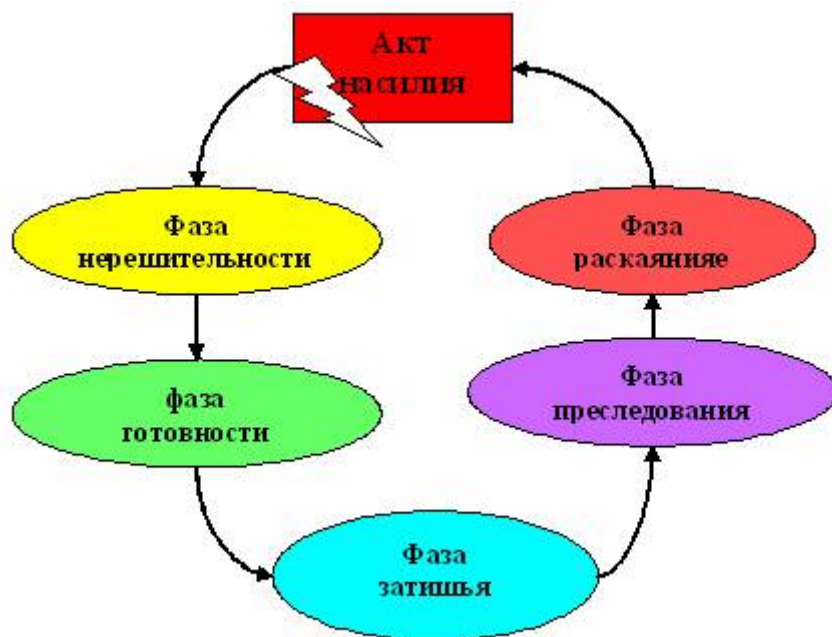 Акт
насилия
Фаза
нерешительности
фаза
готовности
Фаза
затишья
Фаза
преследования
Фаза
раскаянияе